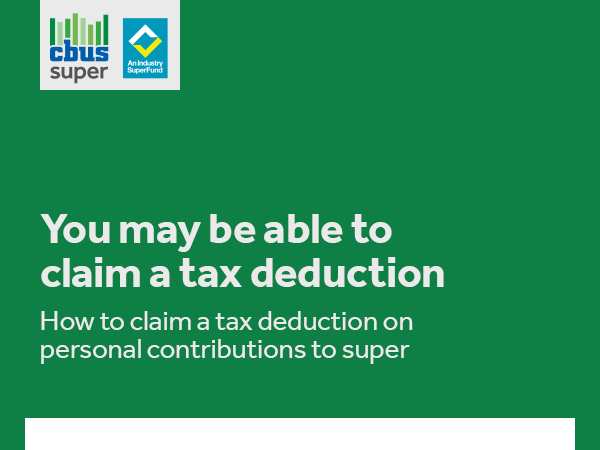 cbus
super
An Industry
SuperFund
You may be able to
claim a tax deduction
How to claim a tax deduction on
personal contributions to super